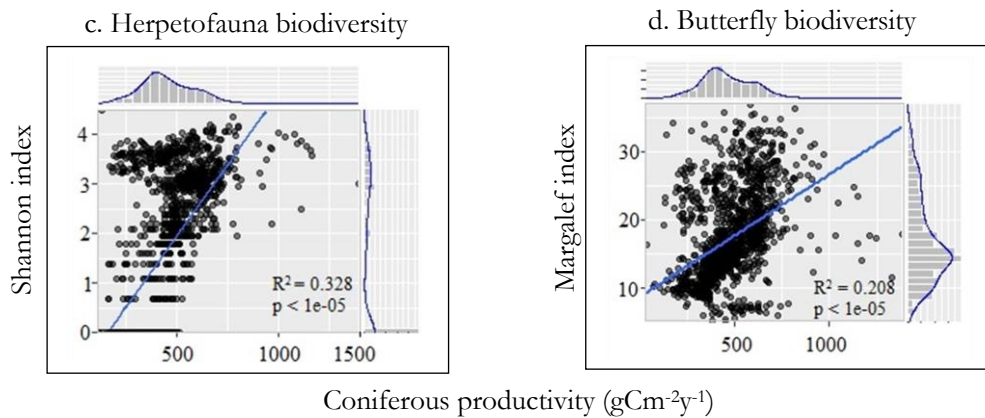 c. Herpetofauna biodiversity
Shannon index
4
3
2
1
0
R² = 0.328
p < 1e-05
500
1000
1500
d. Butterfly biodiversity
Margalef index
30
20
10
R² = 0.208
p < 1e-05
500
1000
Coniferous productivity (gCm⁻²y⁻¹)